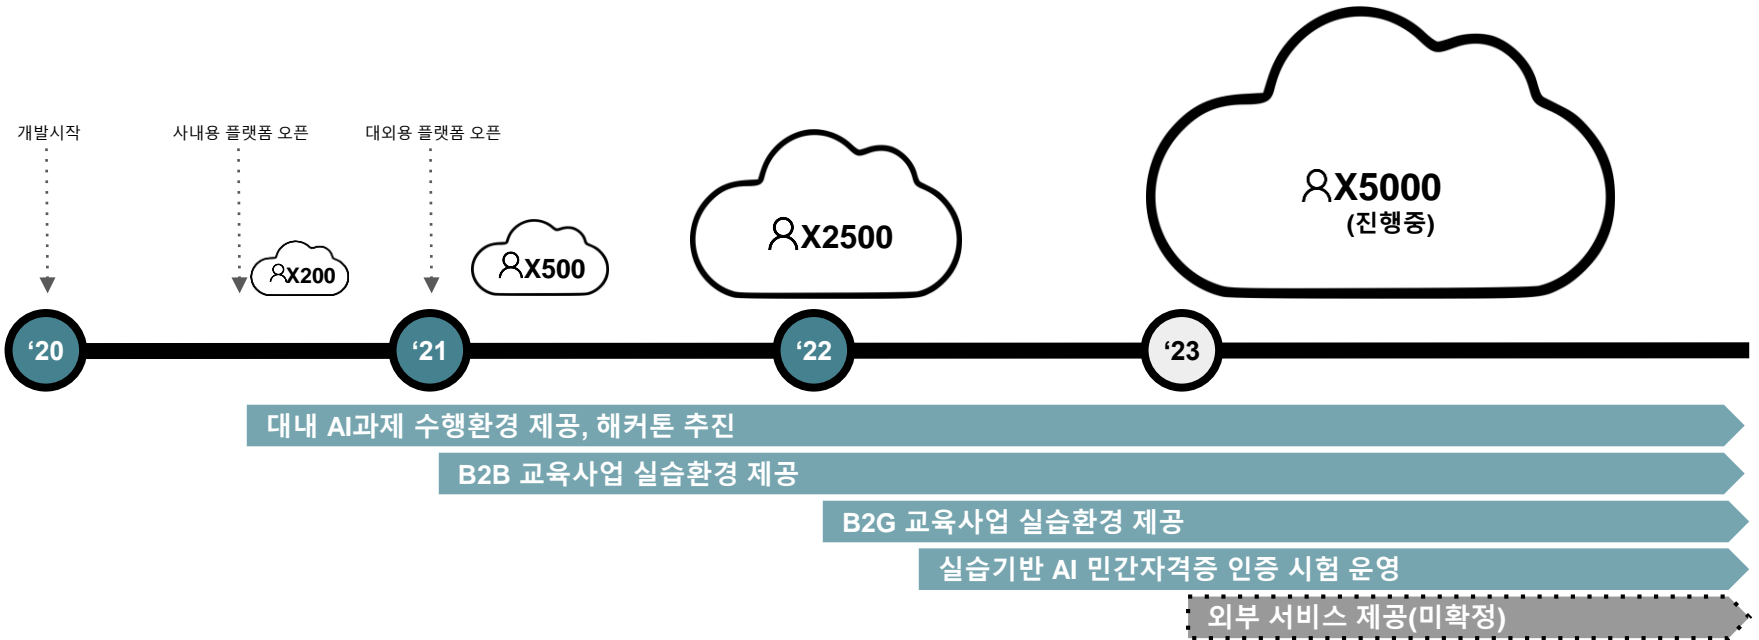 개발시작
사내용 플랫폼 오픈
대외용 플랫폼 오픈
X200
X500
X2500
X5000
(진행중)
‘20
‘21
‘22
‘23
대내 AI과제 수행환경 제공, 해커톤 추진
B2B 교육사업 실습환경 제공
B2G 교육사업 실습환경 제공
실습기반 AI 민간자격증 인증 시험 운영
외부 서비스 제공(미확정)